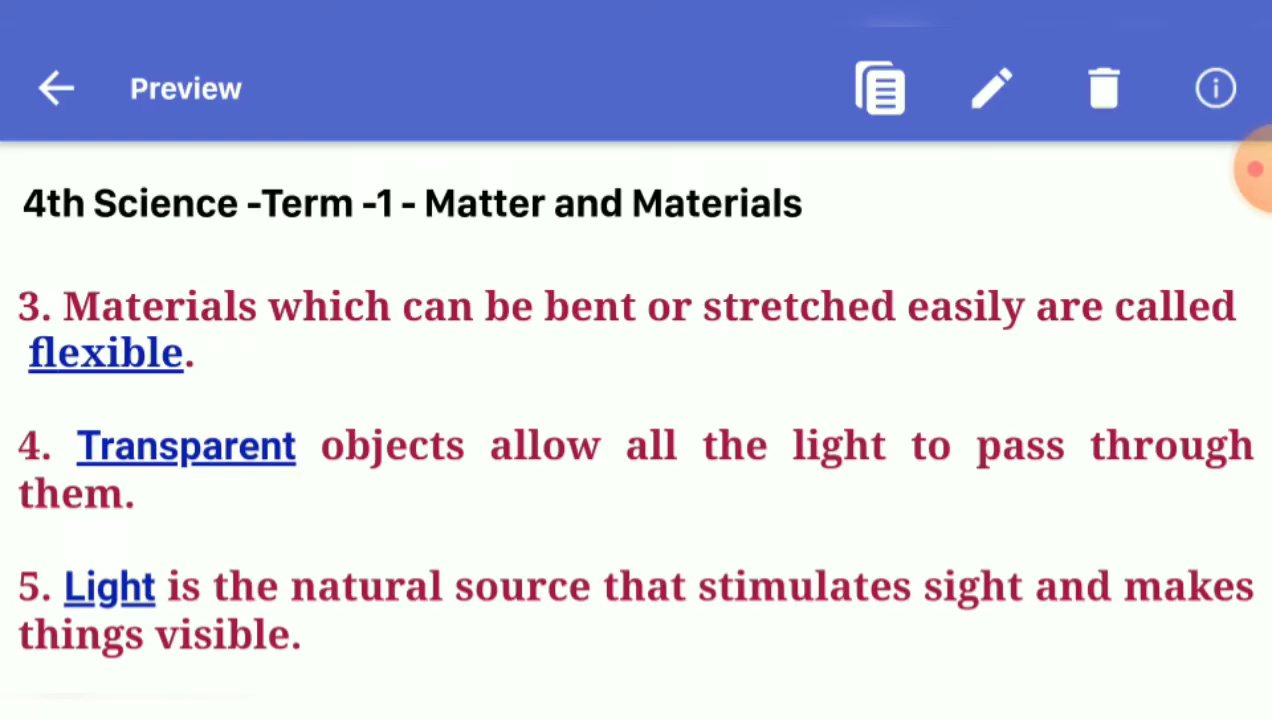 Preview
4th Science -Term -1 - Matter and Materials
3. Materials which can be bent or stretched easily are called
flexible.
4. Transparent objects allow all the light to pass through
them.
5. Light is the natural source that stimulates sight and makes
things visible.